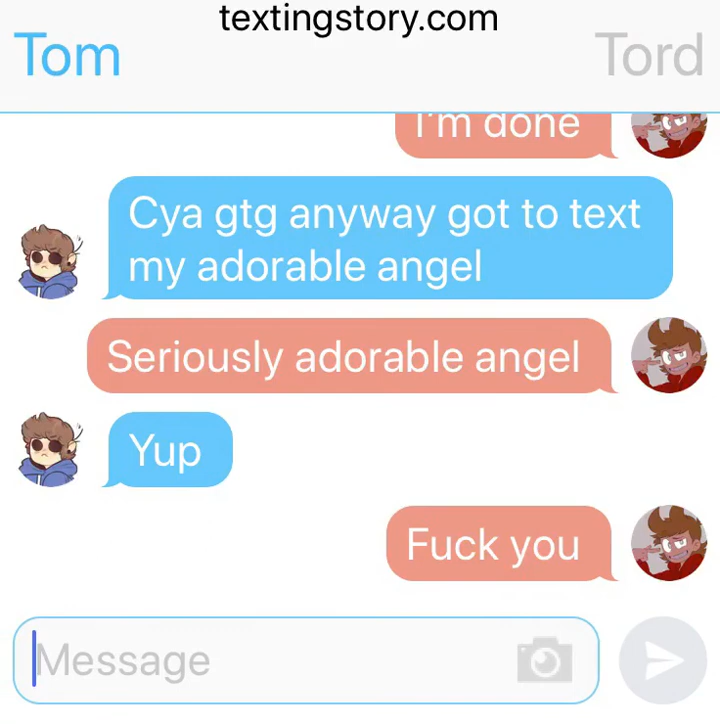 textingstory.com
Tom
Tord
I'm done
Cya gtg anyway got to text
my adorable angel
Seriously adorable angel
Yup
Fuck you
Message